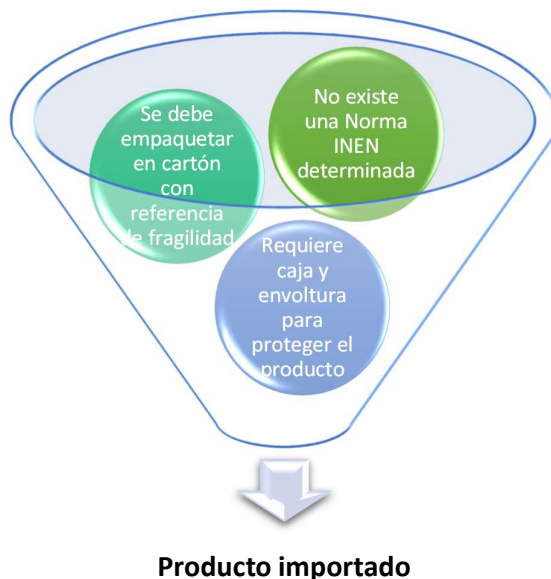 Se debe
empaquetar
en cartón
con
referencia
de fragilidad
No existe
una Norma
INEN
determinada
Requiere
caja y
envoltura
para
proteger el
producto
Producto importado